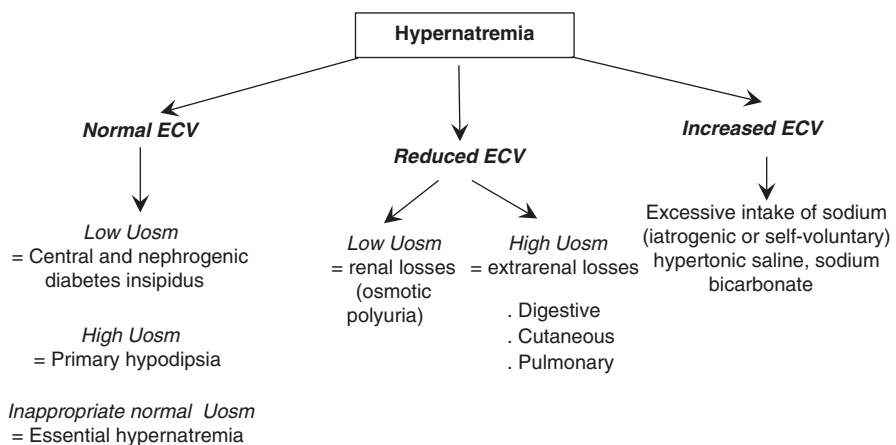 Hypernatremia
Normal ECV
Low Uosm
= Central and nephrogenic
diabetes insipidus
High Uosm
= Primary hypodipsia
Inappropriate normal Uosm
= Essential hypernatremia
Reduced ECV
Low Uosm
= renal losses
(osmotic
polyuria)
High Uosm
= extrarenal losses
. Digestive
. Cutaneous
. Pulmonary
Increased ECV
Excessive intake of sodium
(iatrogenic or self-voluntary)
hypertonic saline, sodium
bicarbonate